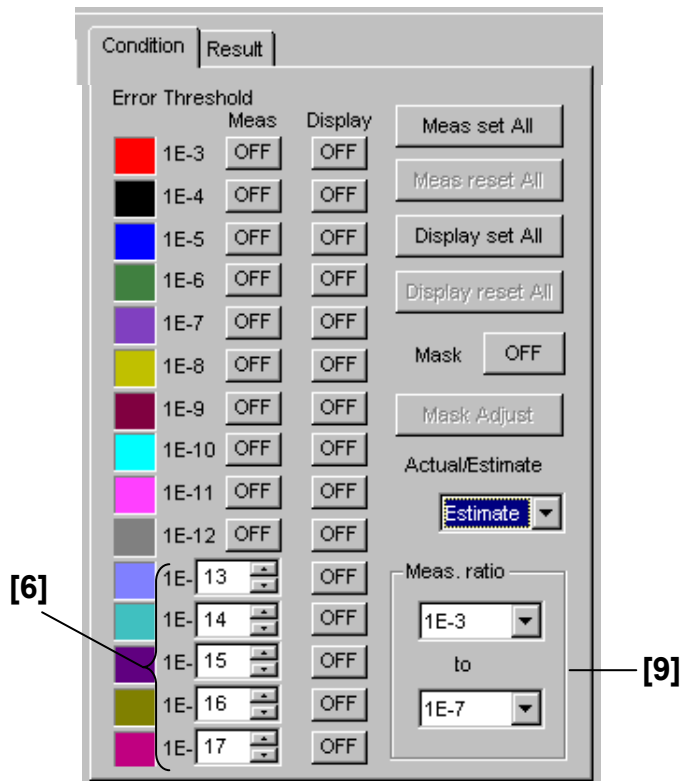 Condition Result
Error Threshold
Meas Display
1E-3 OFF OFF
1E-4 OFF OFF
1E-5 OFF OFF
1E-6 OFF OFF
1E-7 OFF OFF
1E-8 OFF OFF
1E-9 OFF OFF
1E-10 OFF OFF
1E-11 OFF OFF
1E-12 OFF OFF
1E- 13 OFF
1E- 14 OFF
1E- 15 OFF
1E- 16 OFF
1E- 17 OFF
[6]
Meas set All
Meas reset All
Display set All
Display reset All
Mask OFF
Mask Adjust
Actual/Estimate
Estimate
Meas. ratio
1E-3
to
1E-7
[9]